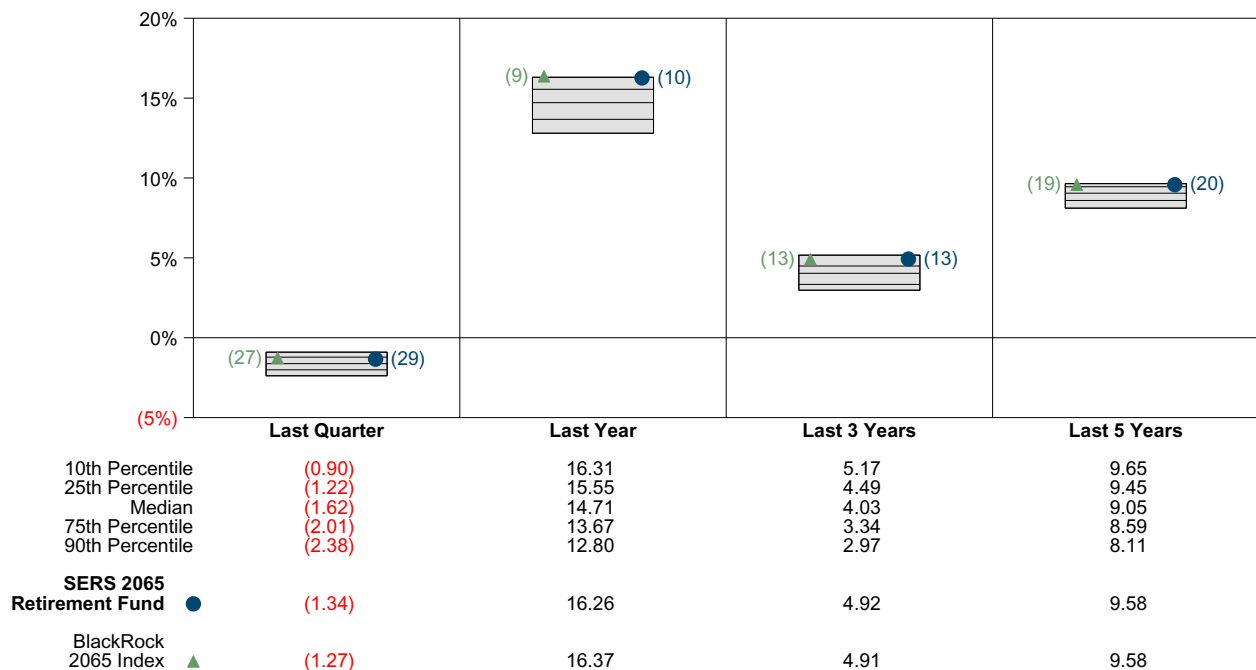 20%
15%
10%
5%
0%
(5%)
(27) (29)
(9) (10)
(13) (13)
(19) (20)
Last Quarter Last Year Last 3 Years Last 5 Years
10th Percentile (0.90) 16.31 5.17 9.65
25th Percentile (1.22) 15.55 4.49 9.45
Median (1.62) 14.71 4.03 9.05
75th Percentile (2.01) 13.67 3.34 8.59
90th Percentile (2.38) 12.80 2.97 8.11
SERS 2065
Retirement Fund (1.34) 16.26 4.92 9.58
BlackRock
2065 Index (1.27) 16.37 4.91 9.58